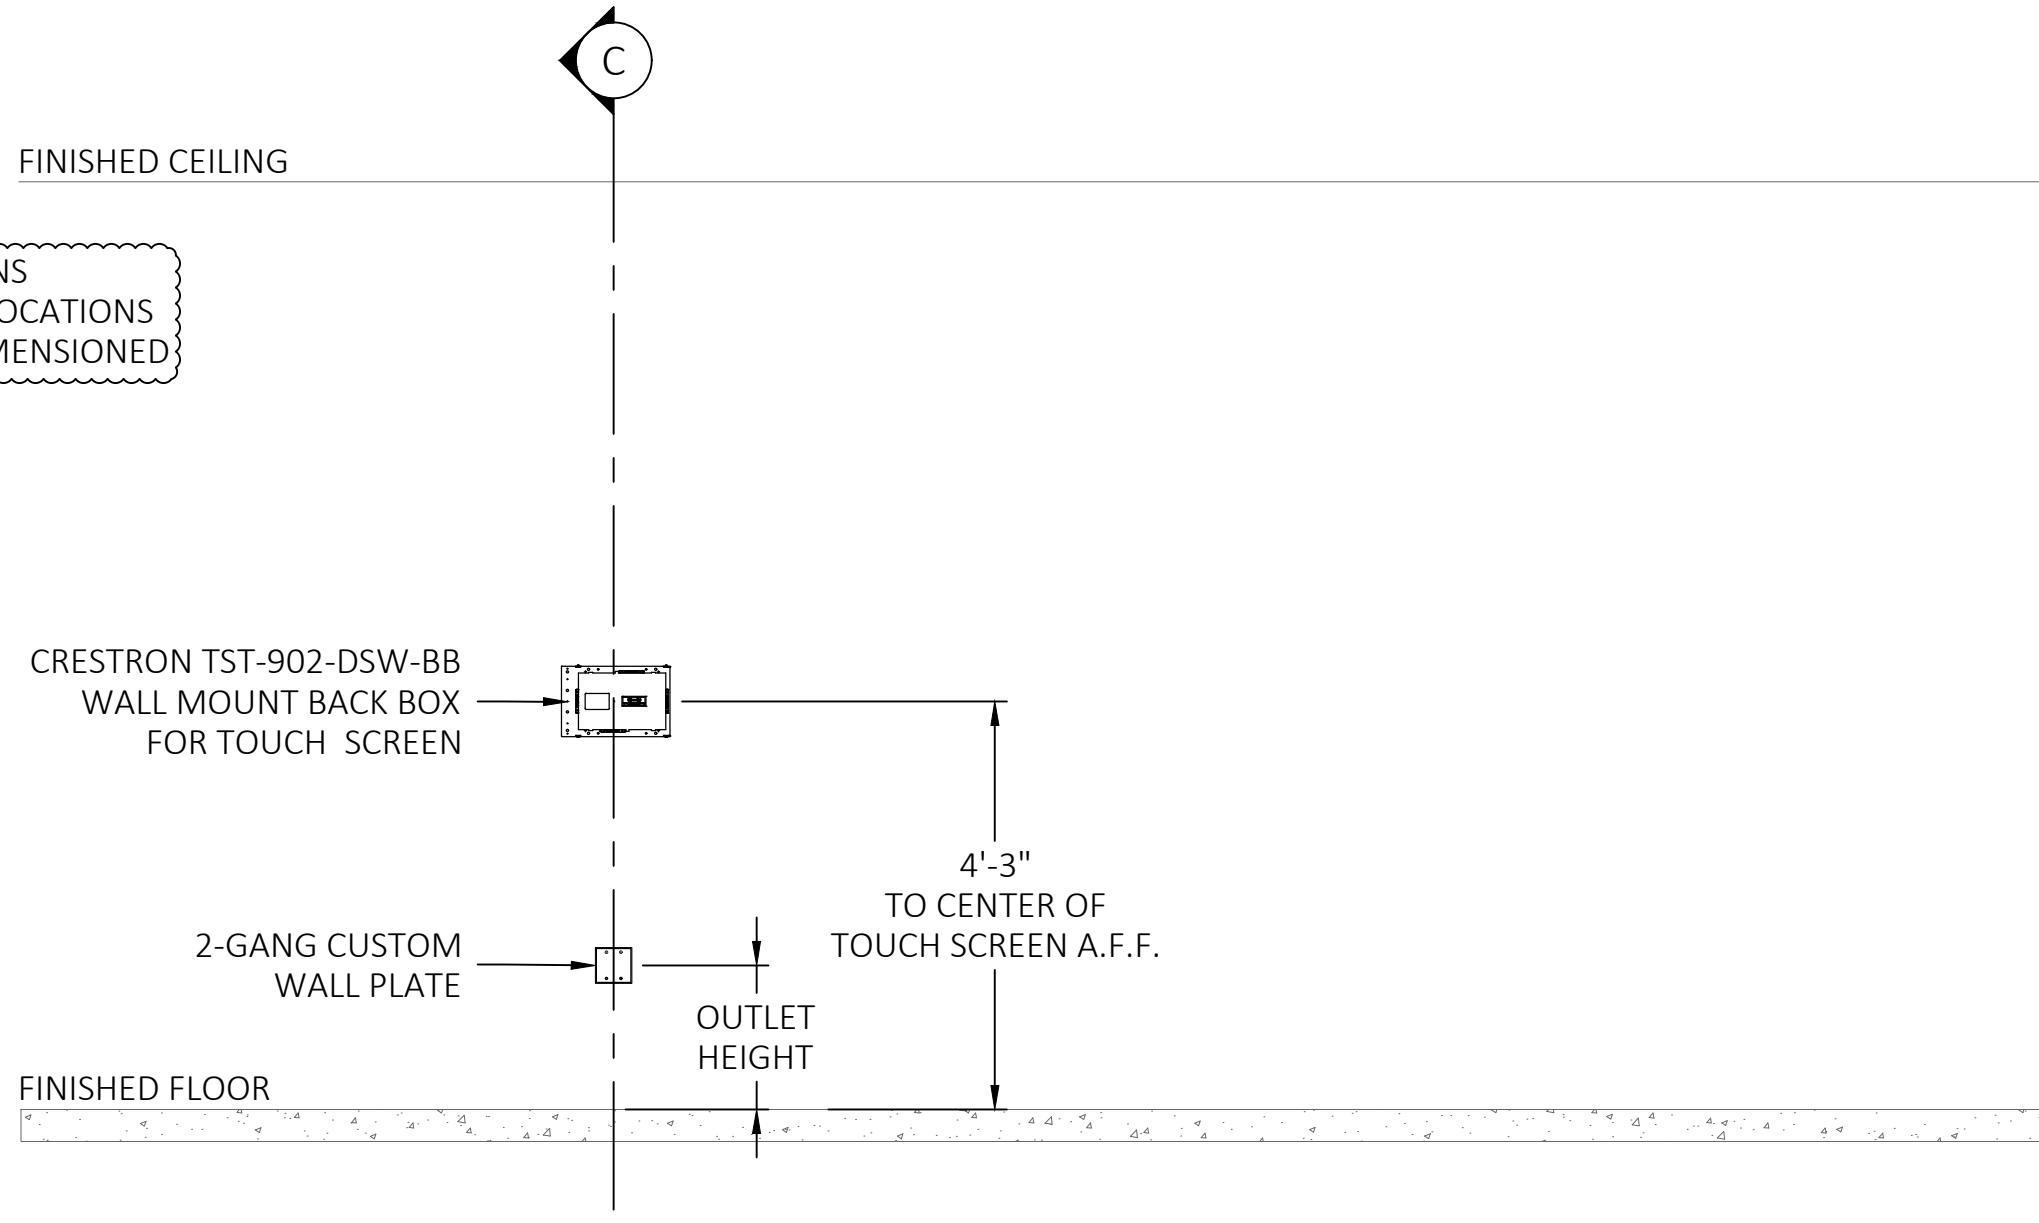 C
FINISHED CEILING
NS
OCATIONS
MENSIONED
CRESTRON TST-902-DSW-BB
WALL MOUNT BACK BOX
FOR TOUCH SCREEN
4'-3"
TO CENTER OF
TOUCH SCREEN A.F.F.
2-GANG CUSTOM
WALL PLATE
OUTLET
HEIGHT
FINISHED FLOOR